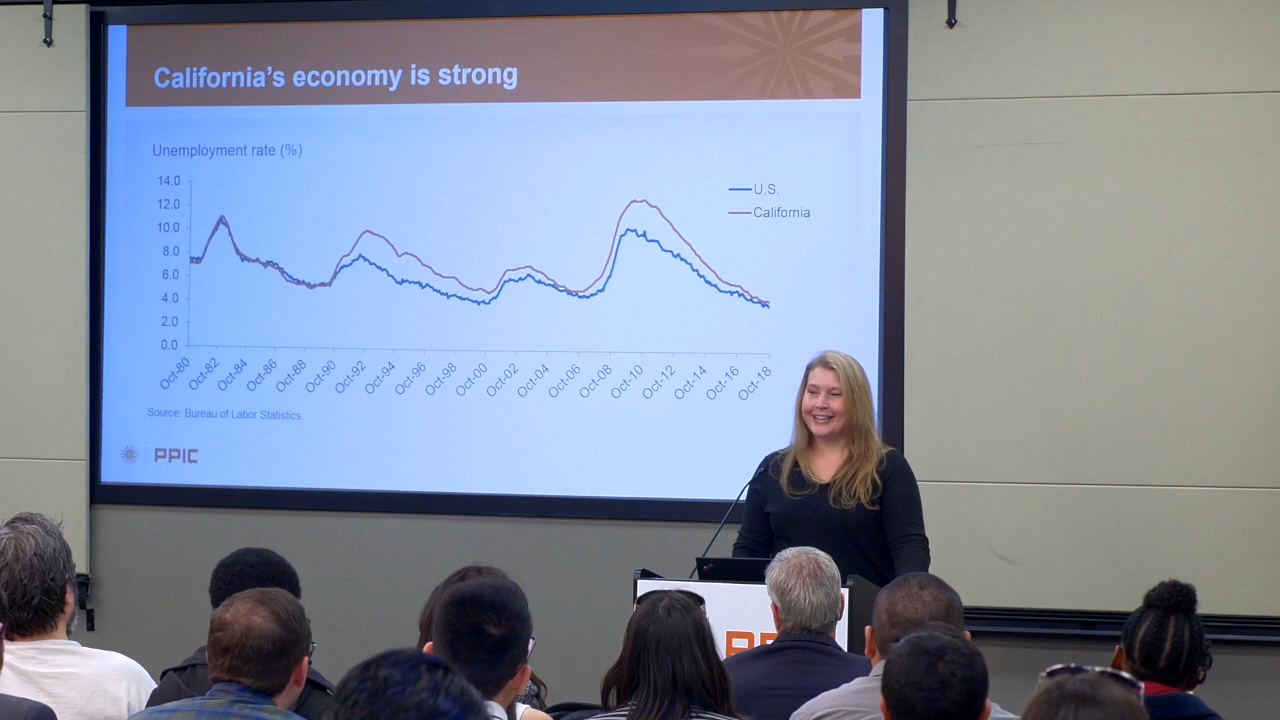 California's economy is strong
Unemployment rate (%)
14.0
12.0
10.0
8.0
6.0
4.0
2.0
0.0
U.S.
California
Oct-80
Oct-82
Oct-84
Oct-86
Oct-88
Oct-90
Oct-92
Oct-94
Oct-96
Oct-98
Oct-00
Oct-02
Oct-04
Oct-06
Oct-08
Oct-10
Oct-12
Oct-14
Oct-16
Oct-18
Source: Bureau of Labor Statistics.
PPIC